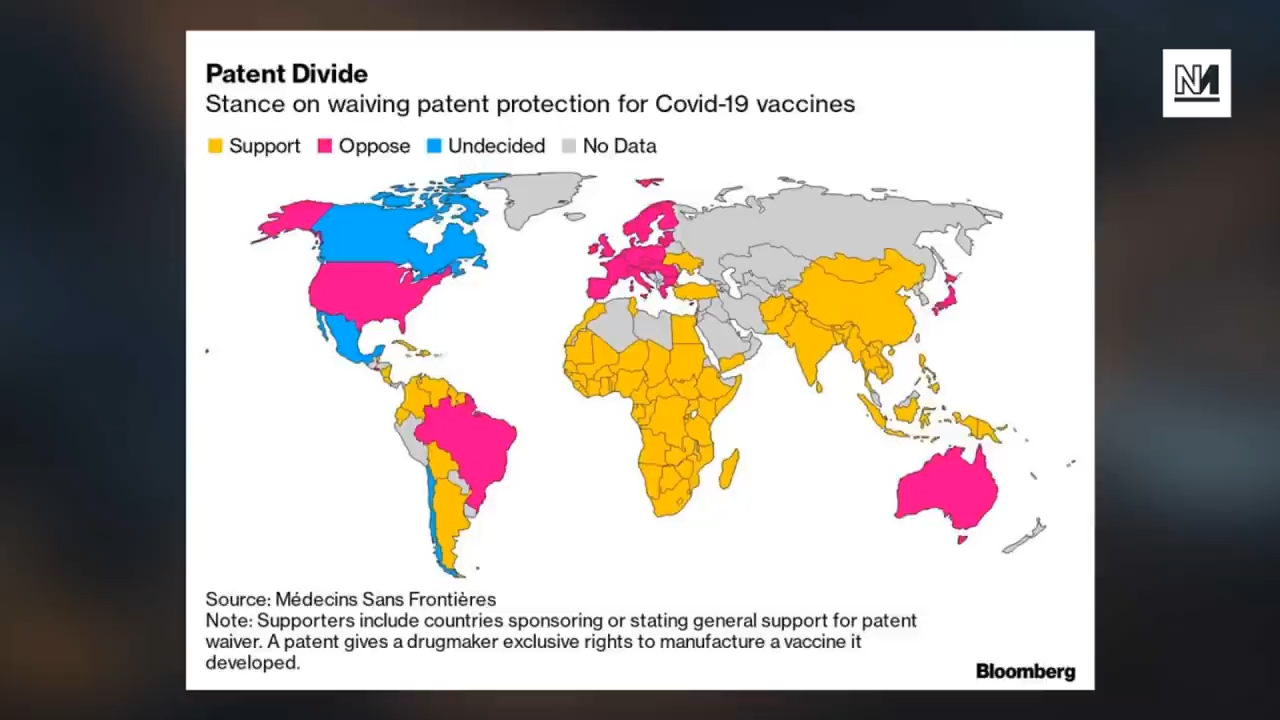 Patent Divide
Stance on waiving patent protection for Covid-19 vaccines
Support Oppose Undecided No Data
Source: Médecins Sans Frontières
Note: Supporters include countries sponsoring or stating general support for patent
waiver. A patent gives a drugmaker exclusive rights to manufacture a vaccine it
developed.
Bloomberg
NM